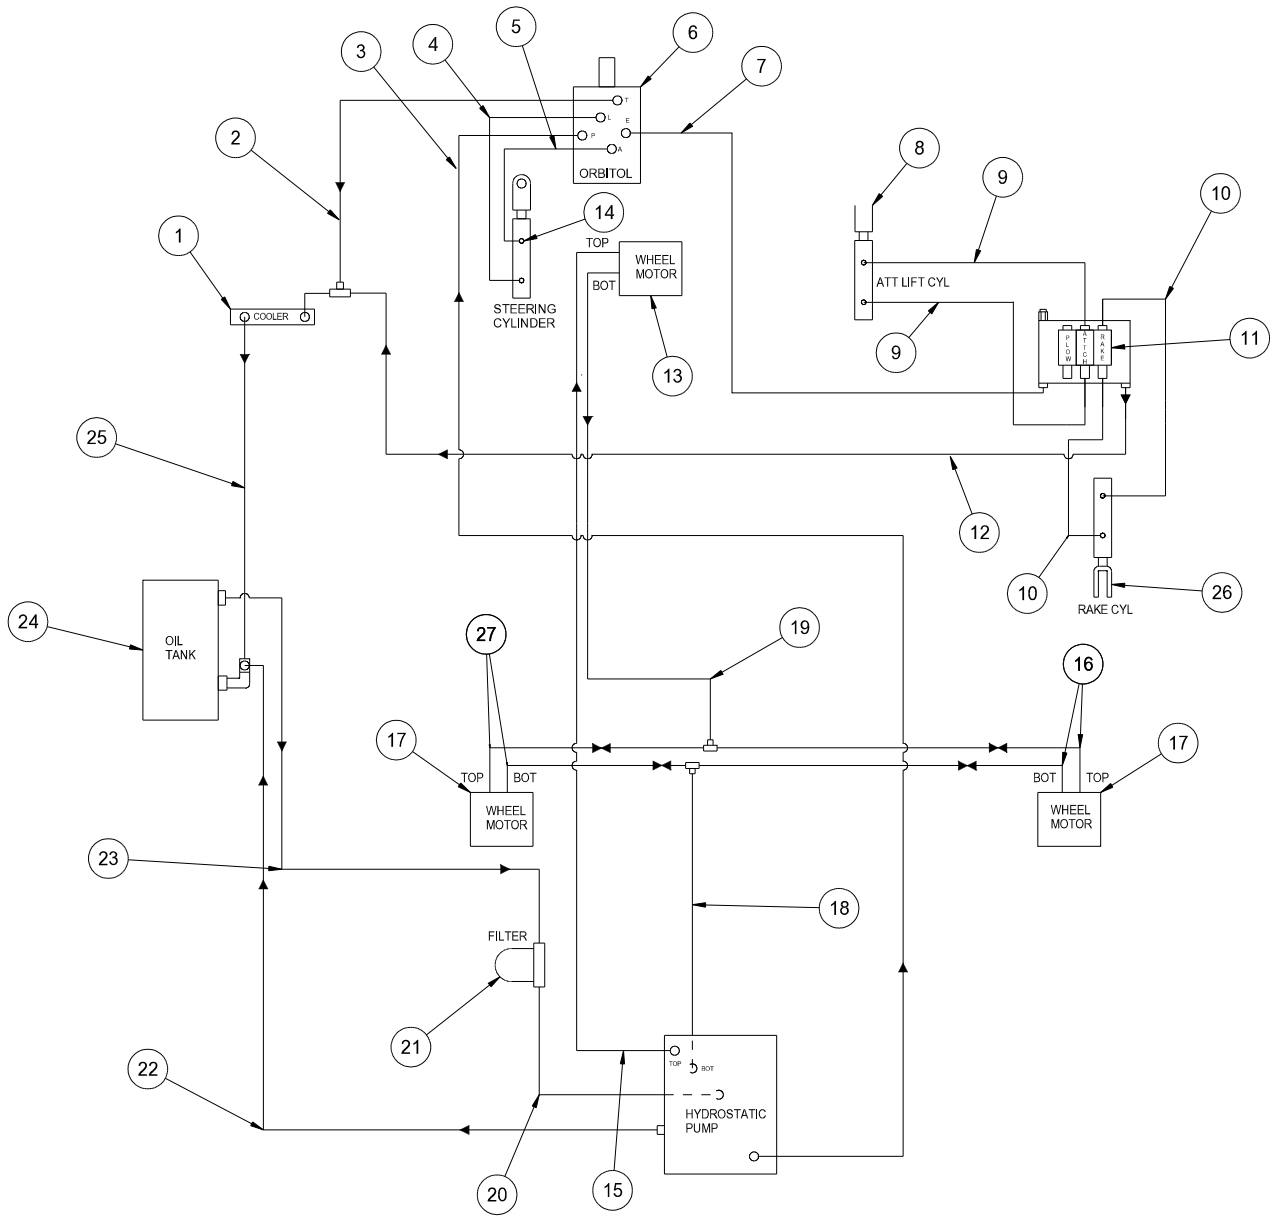 5
6
4
3
7
T
L
E
P
A
ORBITOL
2
8
9
10
14
1
TOP
WHEEL
MOTOR
BOT
ATT LIFT CYL
COOLER
STEERING
CYLINDER
PLOW
ATTCH
RAKE
11
9
13
25
12
10
26
RAKE CYL
24
OIL
TANK
27
19
16
17
17
TOP
BOT
BOT
TOP
WHEEL
MOTOR
WHEEL
MOTOR
23
18
FILTER
21
22
TOP
BOT
HYDROSTATIC
PUMP
20
15